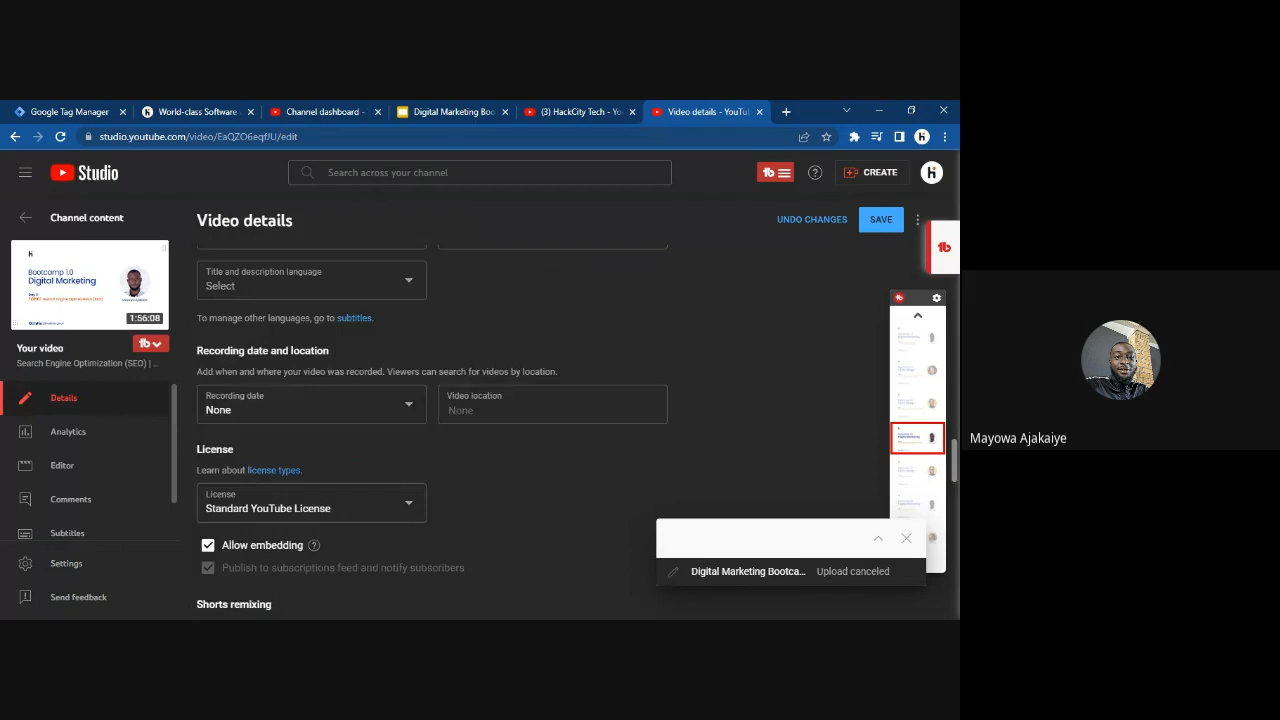 Google Tag Manager
World-class Software
Channel dashboard -
Digital Marketing Boo
(3) HackCity Tech - Yo
Video details - YouTu
studio.youtube.com/video/EaQZO6eqfJU/edit
Studio
Search across your channel
CREATE
Channel content
Video details
UNDO CHANGES
SAVE
Bootcamp 1.0
Digital Marketing
1:56:08
Your video
Search Engine Optimization (SEO) | ...
Details
Analytics
Editor
Comments
Subtitles
Settings
Send feedback
Title and description language
Select
To manage other languages, go to subtitles.
Recording date and location
Add when and where your video was recorded. Viewers can search for videos by location.
Recording date
None
Video location
None
License
Learn about license types.
License
Standard YouTube License
Allow embedding
Publish to subscriptions feed and notify subscribers
Shorts remixing
Digital Marketing Bootca...
Upload canceled
Mayowa Ajakaiye